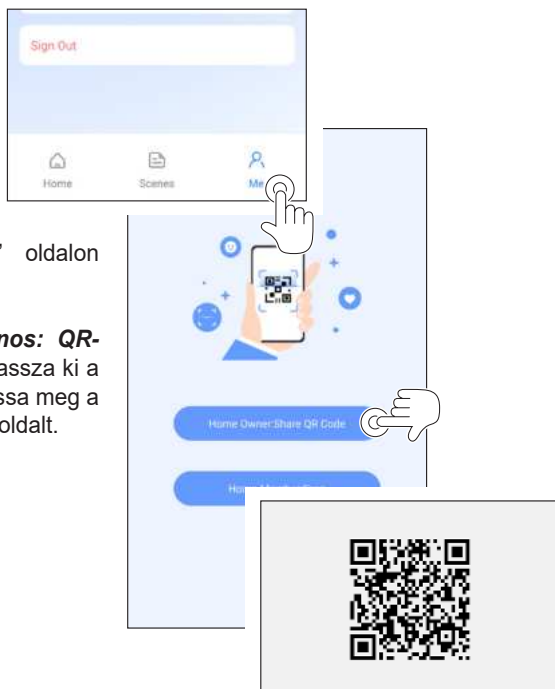 Sign Out
Home
Scenes
Me
" oldalon
nos: QR-
assza ki a
ssa meg a
oldalt.
Home Owner:Share QR Code